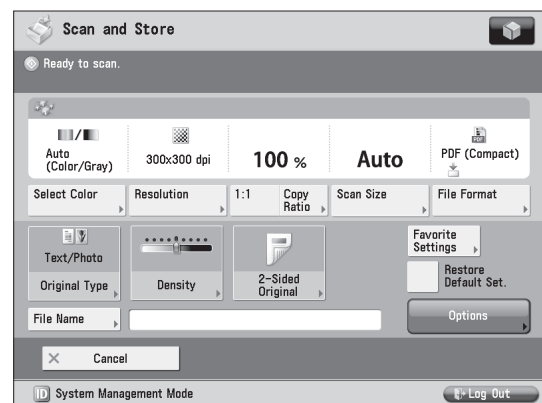 Scan and Store
Ready to scan.
Auto
(Color/Gray)
300x300 dpi
100 %
Auto
PDF
PDF (Compact)
Select Color
Resolution
1:1
Copy
Ratio
Scan Size
File Format
Text/Photo
Original Type
Density
2-Sided
Original
Favorite
Settings
Restore
Default Set.
File Name
Options
Cancel
ID System Management Mode
Log Out